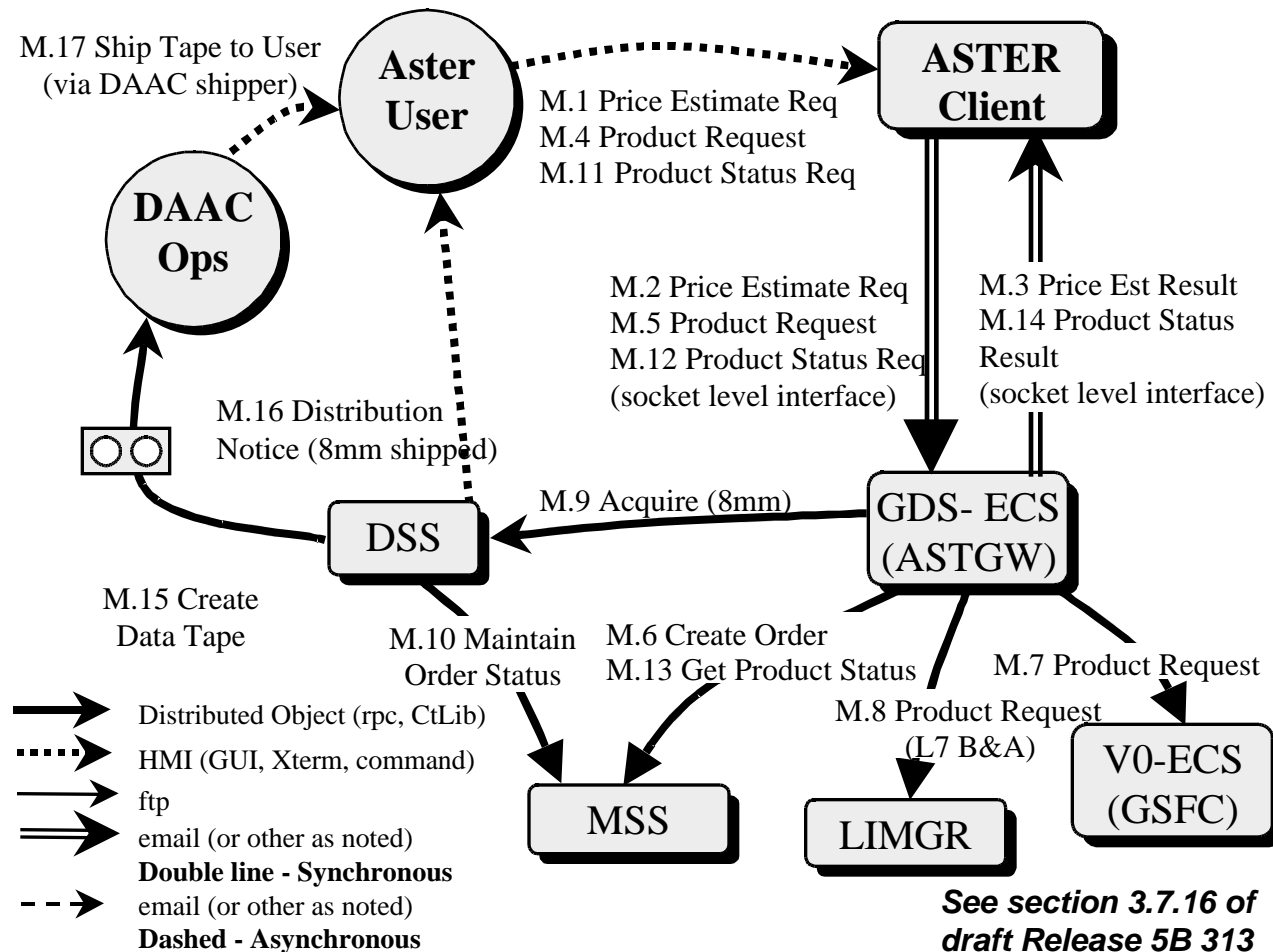 M.17 Ship Tape to User
(via DAAC shipper)
Aster
User
ASTER
Client
M.1 Price Estimate Req
M.4 Product Request
M.11 Product Status Req
DAAC
Ops
M.2 Price Estimate Req
M.5 Product Request
M.12 Product Status Req
(socket level interface)
M.3 Price Est Result
M.14 Product Status
Result
(socket level interface)
M.16 Distribution
Notice (8mm shipped)
M.9 Acquire (8mm)
DSS
GDS- ECS
(ASTGW)
M.15 Create
Data Tape
M.10 Maintain
Order Status
M.6 Create Order
M.13 Get Product Status
M.7 Product Request
M.8 Product Request
(L7 B&A)
MSS
LIMGR
V0-ECS
(GSFC)
Distributed Object (rpc, CtLib)
HMI (GUI, Xterm, command)
ftp
email (or other as noted)
Double line - Synchronous
email (or other as noted)
Dashed - Asynchronous
See section 3.7.16 of
draft Release 5B 313